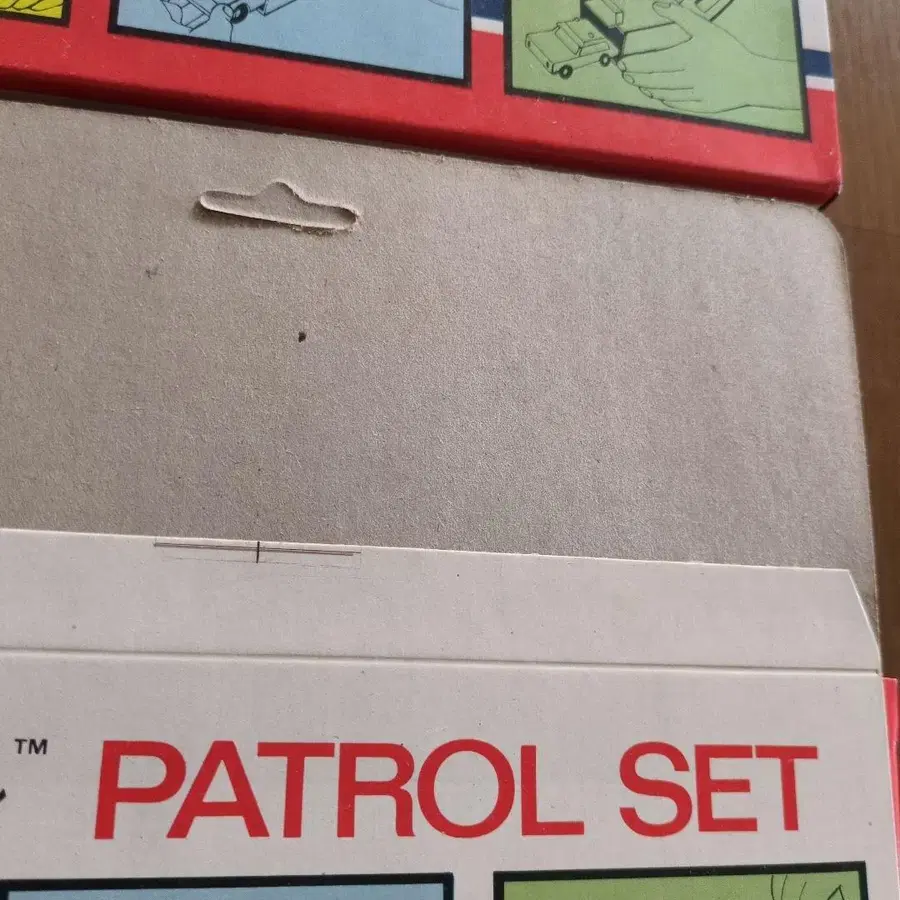 ™ PATROL SET